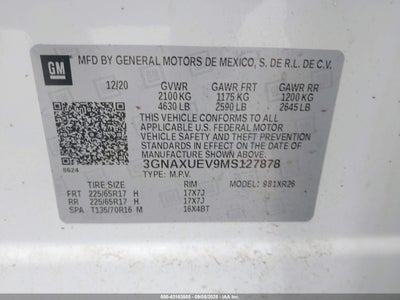 GM
MFD BY GENERAL MOTORS DE MEXICO, S. DE R.L. DE C.V.
12/20 GVWR GAWR FRT GAWR RR
2100 KG 1175 KG 1200 KG
4630 LB 2590 LB 2645 LB
THIS VEHICLE CONFORMS TO ALL
APPLICABLE U.S. FEDERAL MOTOR
VEHICLE SAFETY AND THEFT PREVENTION
STANDARDS IN EFFECT ON THE DATE OF
MANUFACTURE SHOWN ABOVE.
8624 3GNAXUEV9MS127878
TYPE: M.P.V. MODEL:
TIRE SIZE RIM
FRT 225/65R17 H 17X7J
RR 225/65R17 H 17X7J
SPA T135/70R16 M 16X4BT